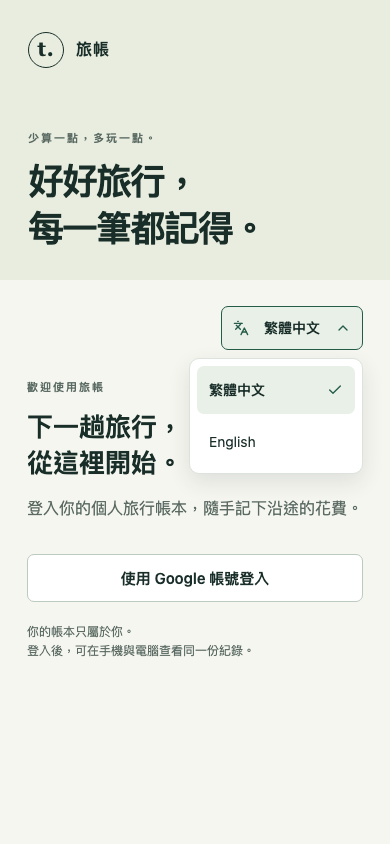 t. 旅帳
少算一點，多玩一點。
好好旅行，
每一筆都記得。
繁體中文
繁體中文
English
歡迎使用旅帳
下一趟旅行，
從這裡開始。
登入你的個人旅行帳本，隨手記下沿途的花費。
使用 Google 帳號登入
你的帳本只屬於你。
登入後，可在手機與電腦查看同一份紀錄。